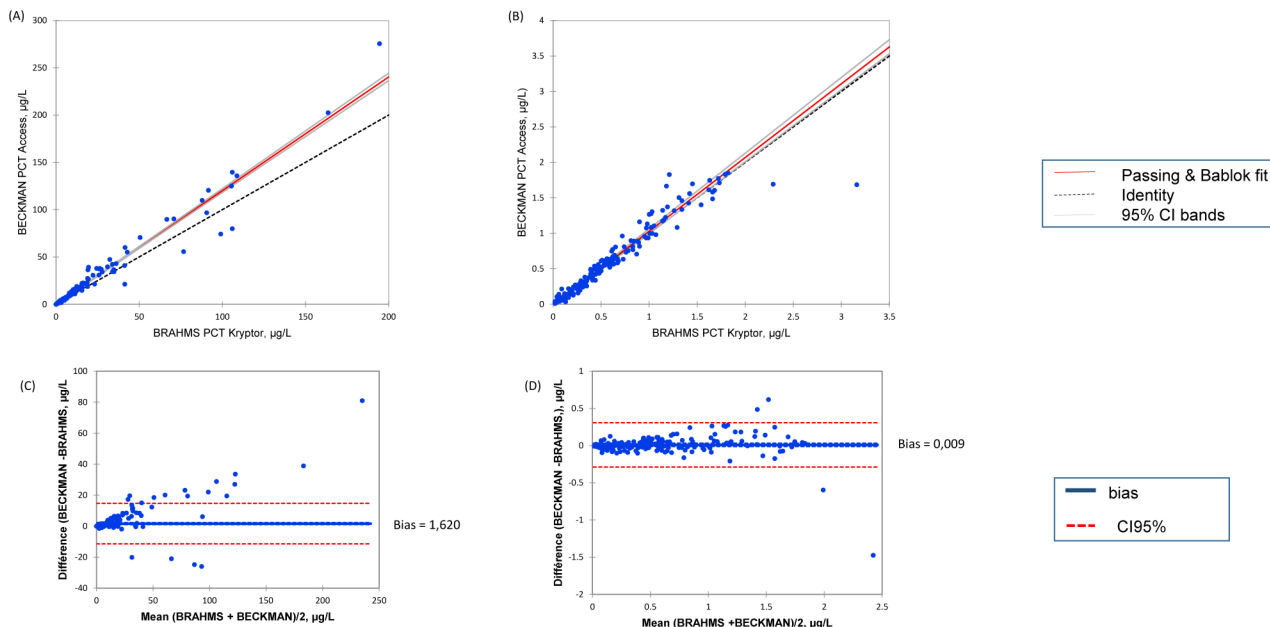 (A)
300
250
200
150
100
50
0
BECKMAN PCT Access, µg/L
0
50
100
150
200
BRAHMS PCT Kryptor, µg/L
(B)
4
3.5
3
2.5
2
1.5
1
0.5
0
BECKMAN PCT Access, µg/L)
0
0.5
1
1.5
2
2.5
3
3.5
BRAHMS PCT Kryptor, µg/L
Passing & Bablok fit
Identity
95% CI bands
(C)
100
80
60
40
20
0
-20
-40
Différence (BECKMAN -BRAHMS, µg/L
0
50
100
150
200
250
Mean (BRAHMS + BECKMAN)/2, µg/L
Bias = 1,620
(D)
1
0.5
0
-0.5
-1
-1.5
-2
Différence (BECKMAN -BRAHMS,), µg/L
0
0.5
1
1.5
2
2.5
Mean (BRAHMS +BECKMAN)/2, µg/L
Bias = 0,009
bias
CI95%